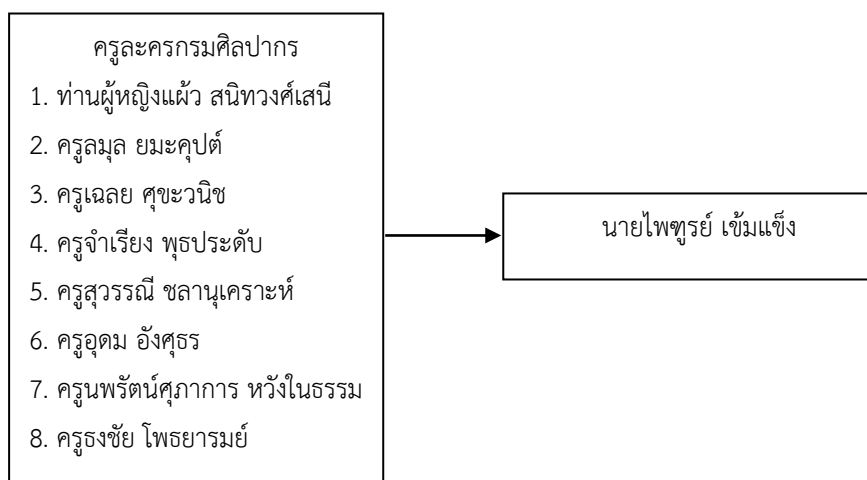 ครูละครกรมศิลปากร
1. ท่านผู้หญิงแผ้ว สนิทวงศ์เสนี
2. ครูลมุล ยมะคุปต์
3. ครูเฉลย ศุขะวนิช
4. ครูจำเรียง พุธประดับ
5. ครูสุวรรณี ชลานุเคราะห์
6. ครูอุดม อังศุธร
7. ครูนพรัตน์ศุภาการ หวังในธรรม
8. ครูธงชัย โพธยารมย์
นายไพฑูรย์ เข้มแข็ง